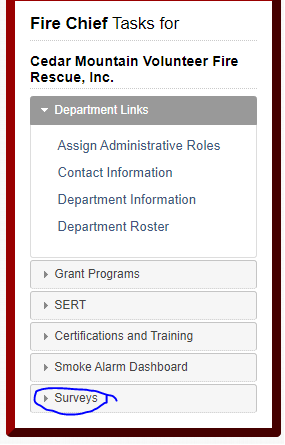 Fire Chief Tasks for
Cedar Mountain Volunteer Fire
Rescue, Inc.
Department Links
Assign Administrative Roles
Contact Information
Department Information
Department Roster
Grant Programs
SERT
Certifications and Training
Smoke Alarm Dashboard
Surveys